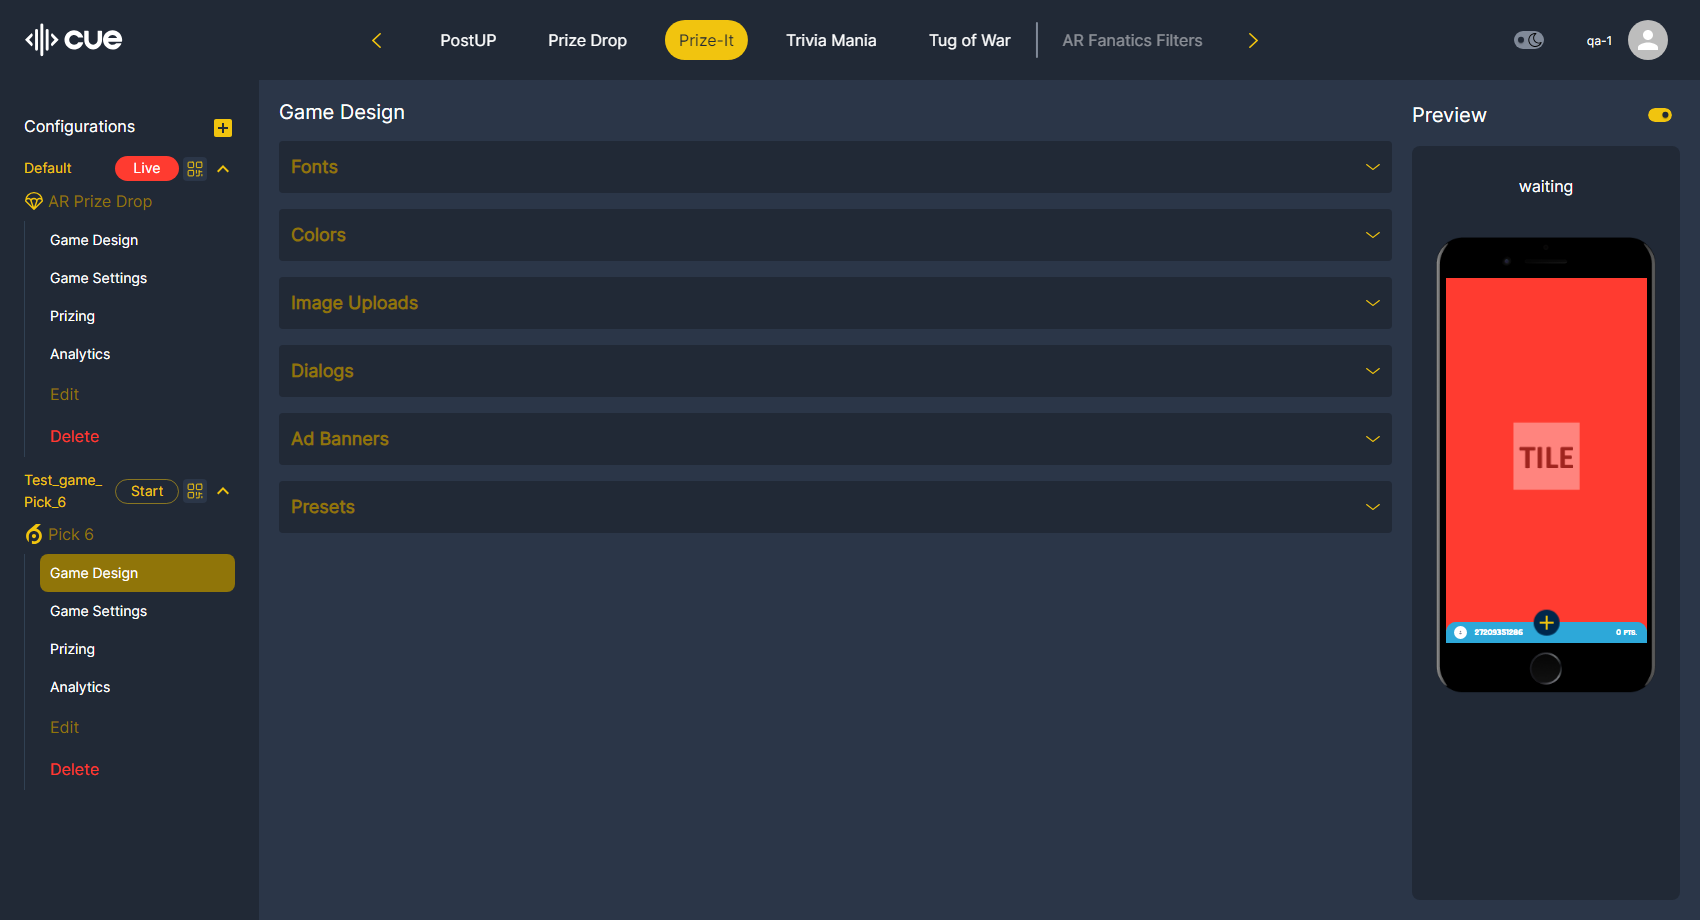 cue
PostUP
Prize Drop
Prize-It
Trivia Mania
Tug of War
AR Fanatics Filters
qa-1
Configurations
Default
Live
AR Prize Drop
Game Design
Game Settings
Prizing
Analytics
Edit
Delete
Test_game_
Pick_6
Start
Pick 6
Game Design
Game Settings
Prizing
Analytics
Edit
Delete
Game Design
Fonts
Colors
Image Uploads
Dialogs
Ad Banners
Presets
Preview
waiting
TILE
0 PTS.